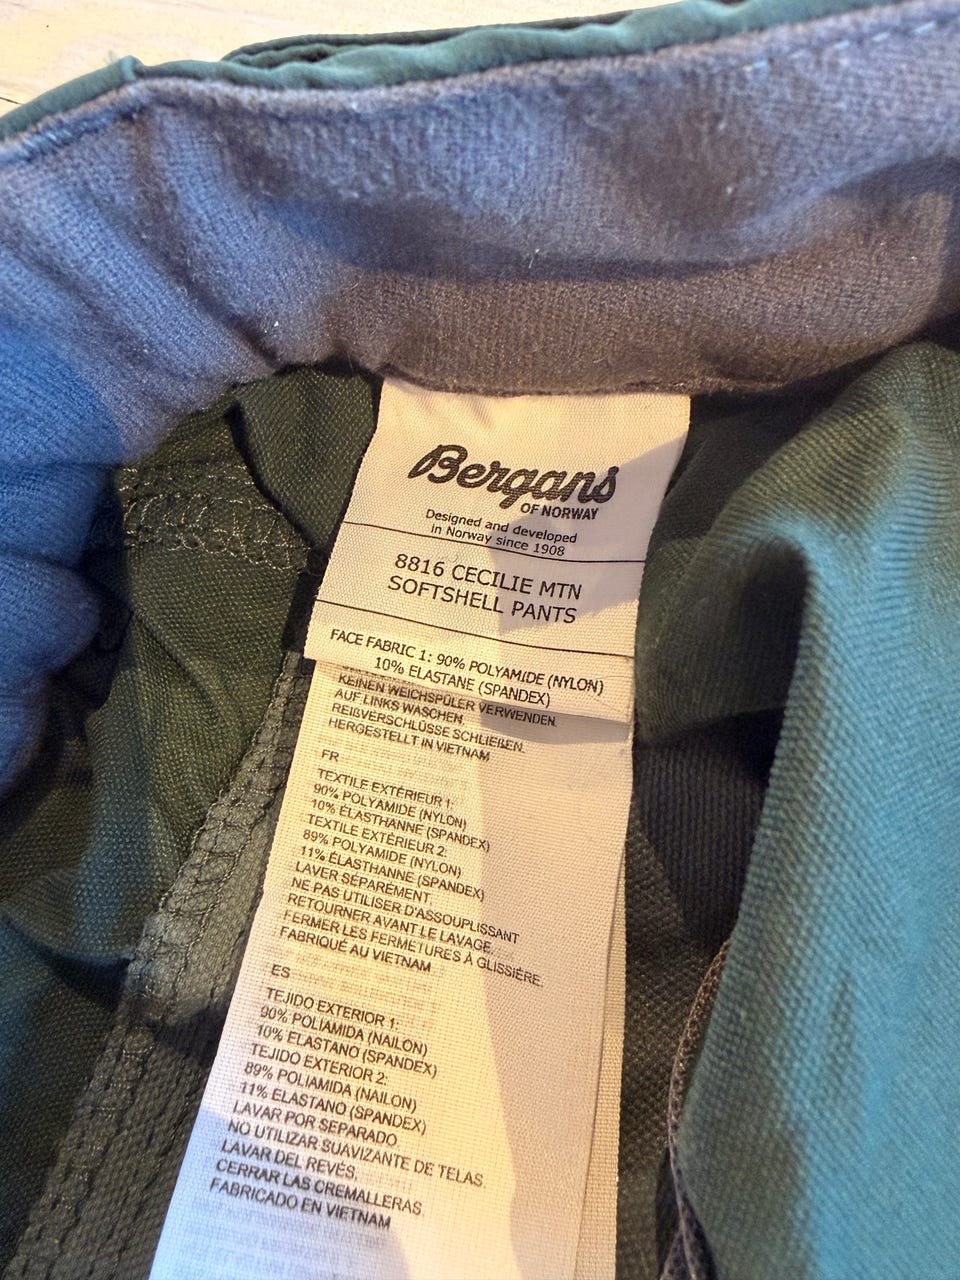 Bergans
OF NORWAY
Designed and developed
in Norway since 1908
8816 CECILIE MTN
SOFTSHELL PANTS
FACE FABRIC 1: 90% POLYAMIDE (NYLON)
10% ELASTANE (SPANDEX)
KEINEN WEICHSPÜLER VERWENDEN.
AUF LINKS WASCHEN.
REIßVERSCHLÜSSE SCHLIEßEN.
HERGESTELLT IN VIETNAM
FR
TEXTILE EXTÉRIEUR 1:
90% POLYAMIDE (NYLON)
10% ÉLASTHANNE (SPANDEX)
TEXTILE EXTÉRIEUR 2:
89% POLYAMIDE (NYLON)
11% ÉLASTHANNE (SPANDEX)
LAVER SÉPARÉMENT.
NE PAS UTILISER D'ASSOUPLISSANT
RETOURNER AVANT LE LAVAGE.
FERMER LES FERMETURES À GLISSIÈRE.
FABRIQUÉ AU VIETNAM
ES
TEJIDO EXTERIOR 1:
90% POLIAMIDA (NAILON)
10% ELASTANO (SPANDEX)
TEJIDO EXTERIOR 2:
89% POLIAMIDA (NAILON)
11% ELASTANO (SPANDEX)
LAVAR POR SEPARADO
NO UTILIZAR SUAVIZANTE DE TELAS.
LAVAR DEL REVÉS.
CERRAR LAS CREMALLERAS.
FABRICADO EN VIETNAM